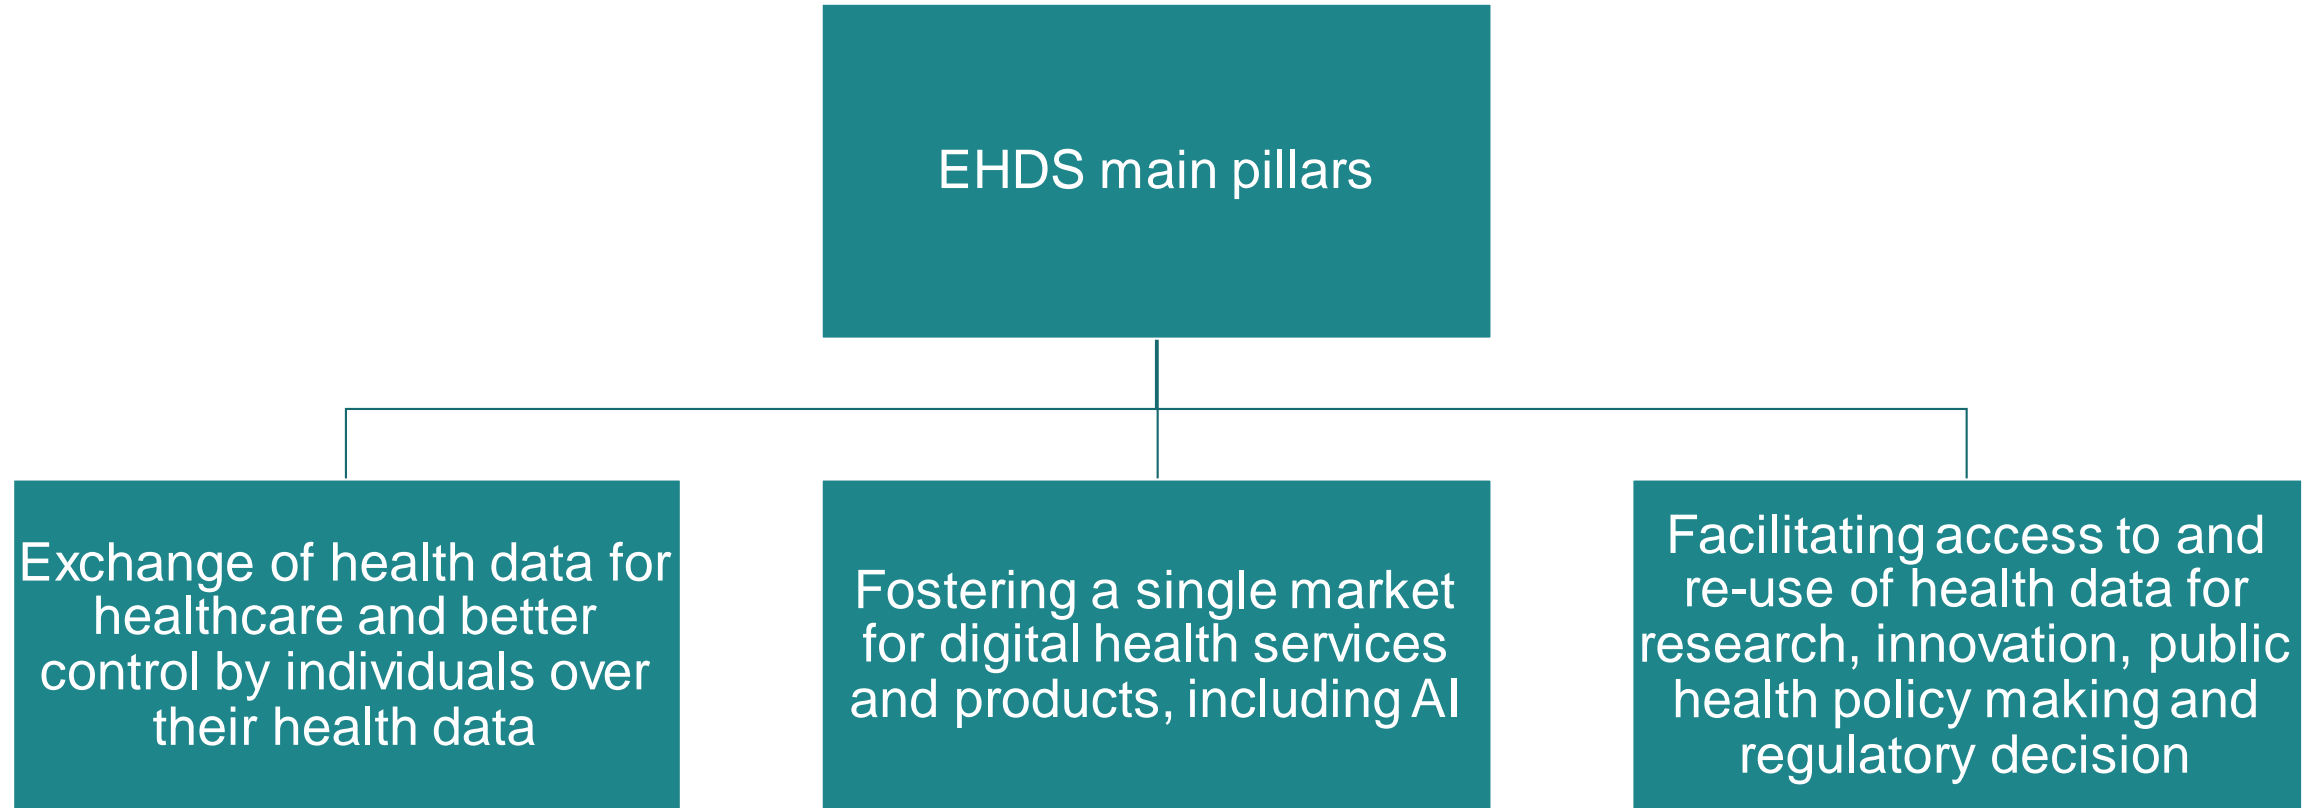 EHDS main pillars
Exchange of health data for
healthcare and better
control by individuals over
their health data
Fostering a single market
for digital health services
and products, including AI
Facilitating access to and
re-use of health data for
research, innovation, public
health policy making and
regulatory decision